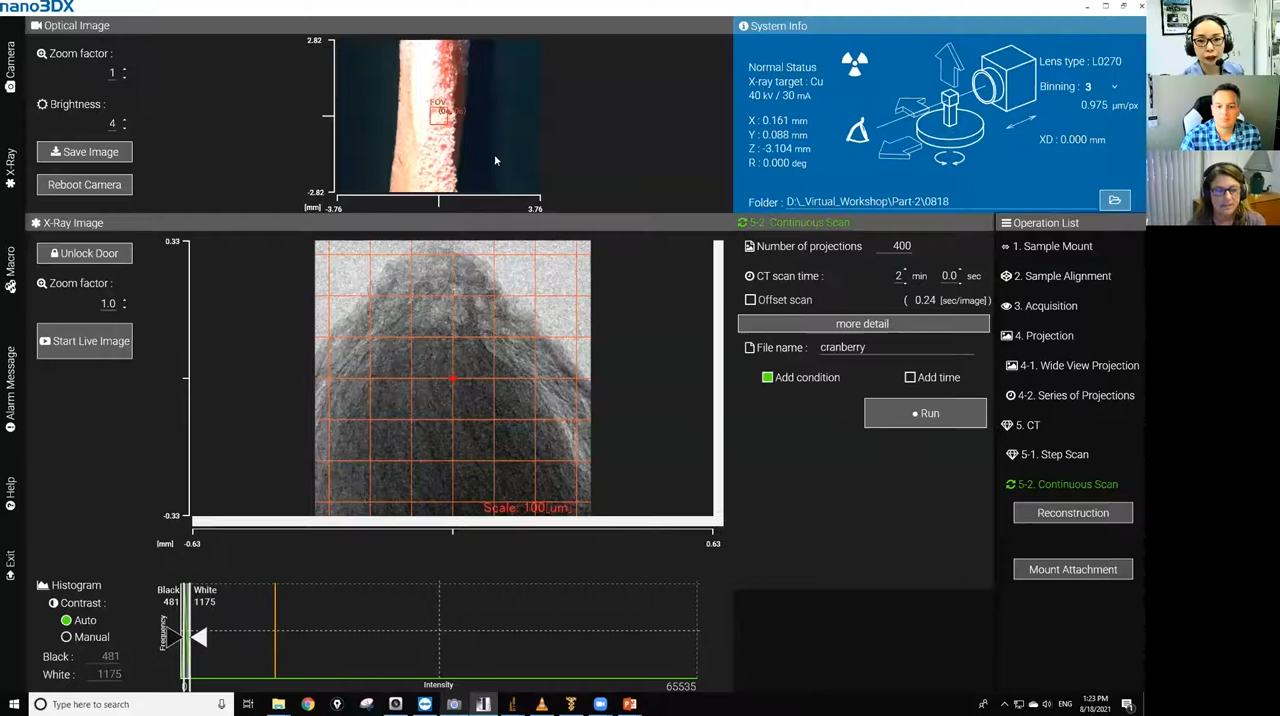 nano3DX
Optical Image
System Info
Camera
Zoom factor :
1
Brightness :
4
Save Image
Reboot Camera
2.82
-2.82
[mm]
-3.76
3.76
FOV
Normal Status
X-ray target : Cu
40 kV / 30 mA
X : 0.161 mm
Y : 0.088 mm
Z : -3.104 mm
R : 0.000 deg
Lens type : L0270
Binning : 3
0.975 μm/px
XD : 0.000 mm
Folder : D:\_Virtual_Workshop\Part-2\0818
X-Ray
Macro
Alarm Message
Help
Exit
X-Ray Image
Unlock Door
Zoom factor :
1.0
Start Live Image
0.33
-0.33
[mm]
-0.63
0.63
Scale: 100[um]
5-2. Continuous Scan
Number of projections 400
CT scan time : 2 min 0.0 sec
Offset scan ( 0.24 [sec/image] )
more detail
File name : cranberry
Add condition Add time
Run
Operation List
1. Sample Mount
2. Sample Alignment
3. Acquisition
4. Projection
4-1. Wide View Projection
4-2. Series of Projections
5. CT
5-1. Step Scan
5-2. Continuous Scan
Reconstruction
Mount Attachment
Histogram
Contrast :
Auto
Manual
Black : 481
White : 1175
Black White
481 1175
Frequency
0
Intensity
65535
Type here to search
ENG
1:23 PM
8/18/2021